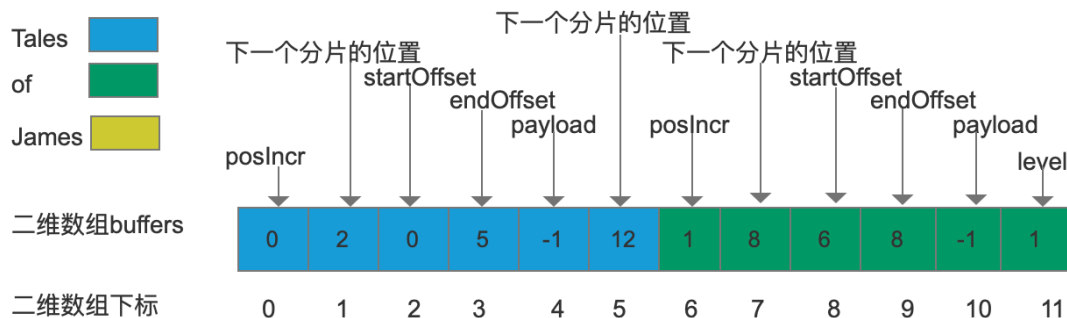 Tales
of
James
下一个分片的位置
下一个分片的位置
下一个分片的位置
startOffset
startOffset
endOffset
endOffset
payload
posIncr
payload
posIncr
level
二维数组buffers
0 2 0 5 -1 12 1 8 6 8 -1 1
二维数组下标
0 1 2 3 4 5 6 7 8 9 10 11